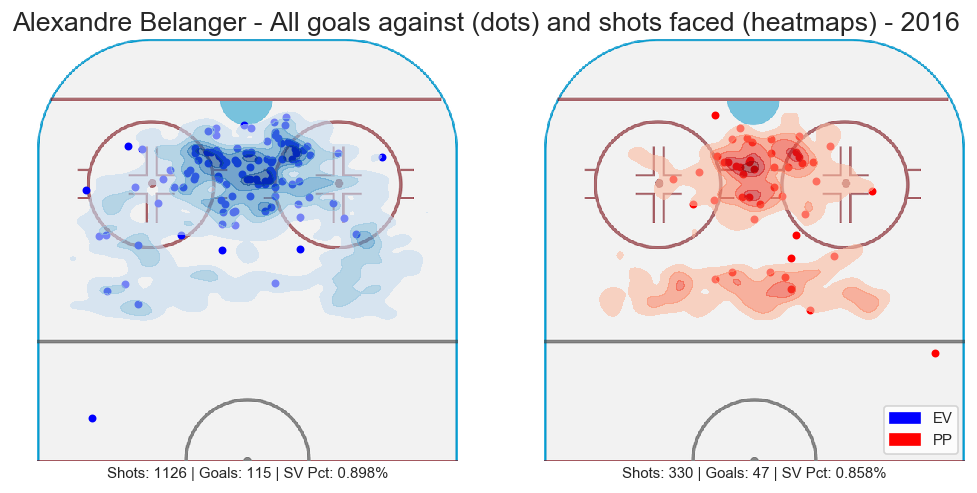 Alexandre Belanger - All goals against (dots) and shots faced (heatmaps) - 2016
EV
PP
Shots: 1126 | Goals: 115 | SV Pct: 0.898%
Shots: 330 | Goals: 47 | SV Pct: 0.858%